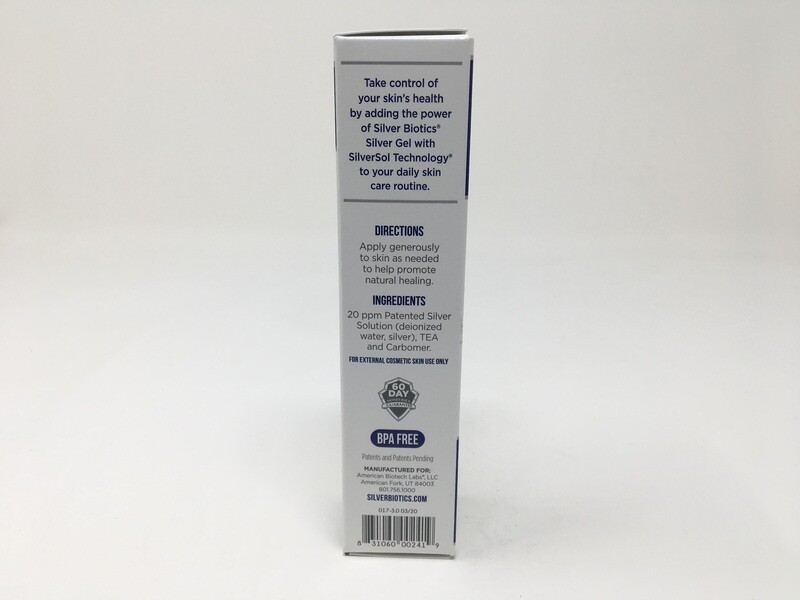 Take control of
your skin's health
by adding the power
of Silver Biotics®
Silver Gel with
SilverSol Technology®
to your daily skin
care routine.
DIRECTIONS
Apply generously
to skin as needed
to help promote
natural healing.
INGREDIENTS
20 ppm Patented Silver
Solution (deionized
water, silver), TEA
and Carbomer.
FOR EXTERNAL COSMETIC SKIN USE ONLY
60
DAY
BPA FREE
Patents and Patents Pending
MANUFACTURED FOR:
American Biotech Labs®, LLC
American Fork, UT 84003
801.756.1000
SILVERBIOTICS.COM
017-3.0 03/20
8 31060 00241 9